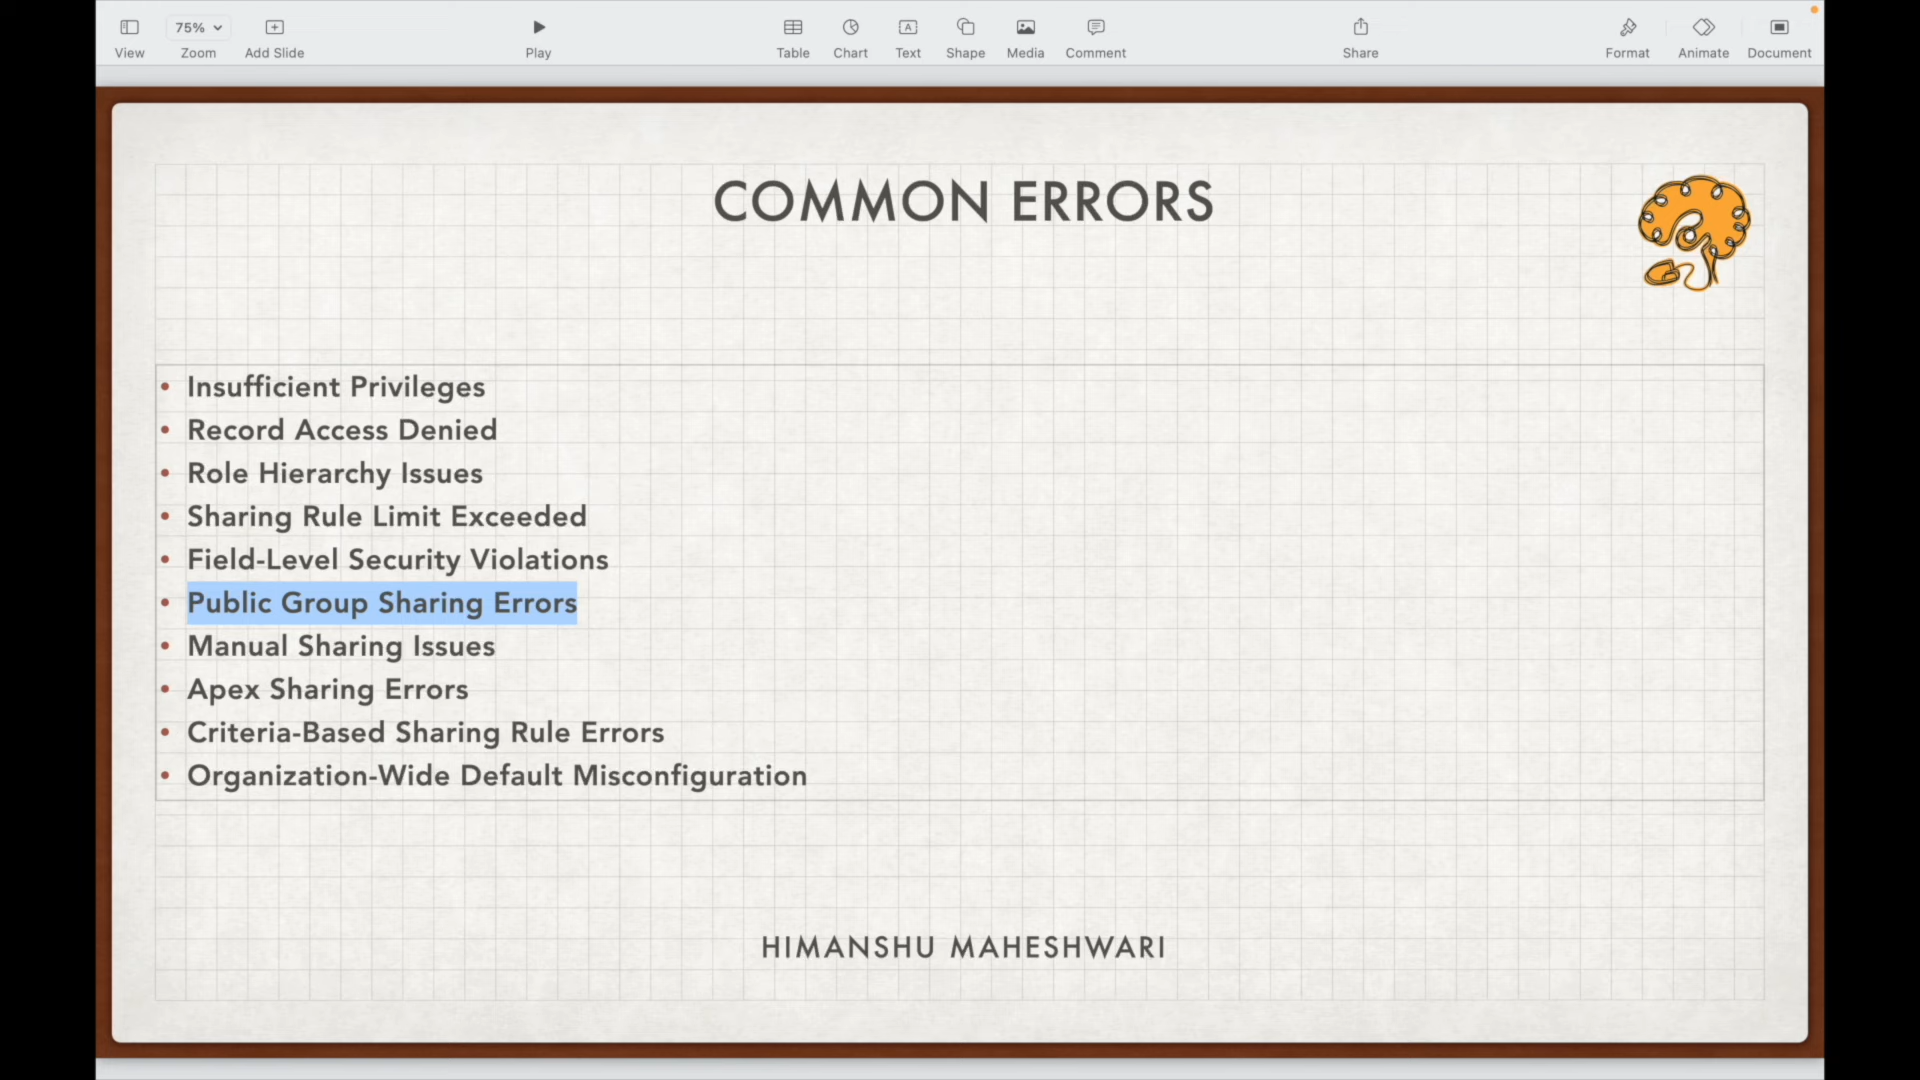 75%
View
Zoom
Add Slide
Play
Table
Chart
Text
Shape
Media
Comment
Share
Format
Animate
Document
COMMON ERRORS
• Insufficient Privileges
• Record Access Denied
• Role Hierarchy Issues
• Sharing Rule Limit Exceeded
• Field-Level Security Violations
• Public Group Sharing Errors
• Manual Sharing Issues
• Apex Sharing Errors
• Criteria-Based Sharing Rule Errors
• Organization-Wide Default Misconfiguration
HIMANSHU MAHESHWARI